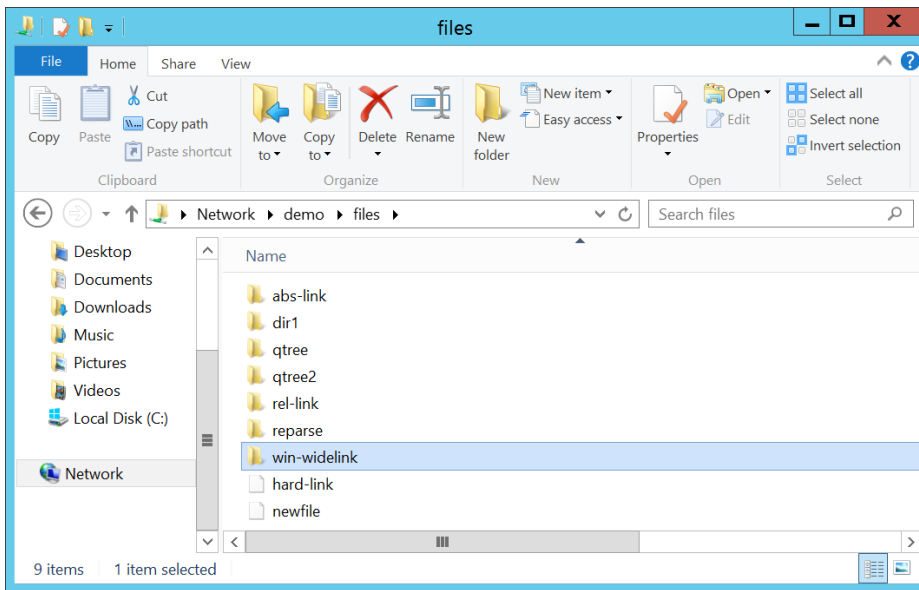 files
File Home Share View
Copy
Paste
Cut
Copy path
Paste shortcut
Clipboard
Move to
Copy to
Delete
Rename
Organize
New folder
New item
Easy access
New
Properties
Open
Edit
Open
Select all
Select none
Invert selection
Select
Network demo files
Search files
Desktop
Documents
Downloads
Music
Pictures
Videos
Local Disk (C:)
Network
Name
abs-link
dir1
qtree
qtree2
rel-link
reparse
win-widelink
hard-link
newfile
9 items 1 item selected